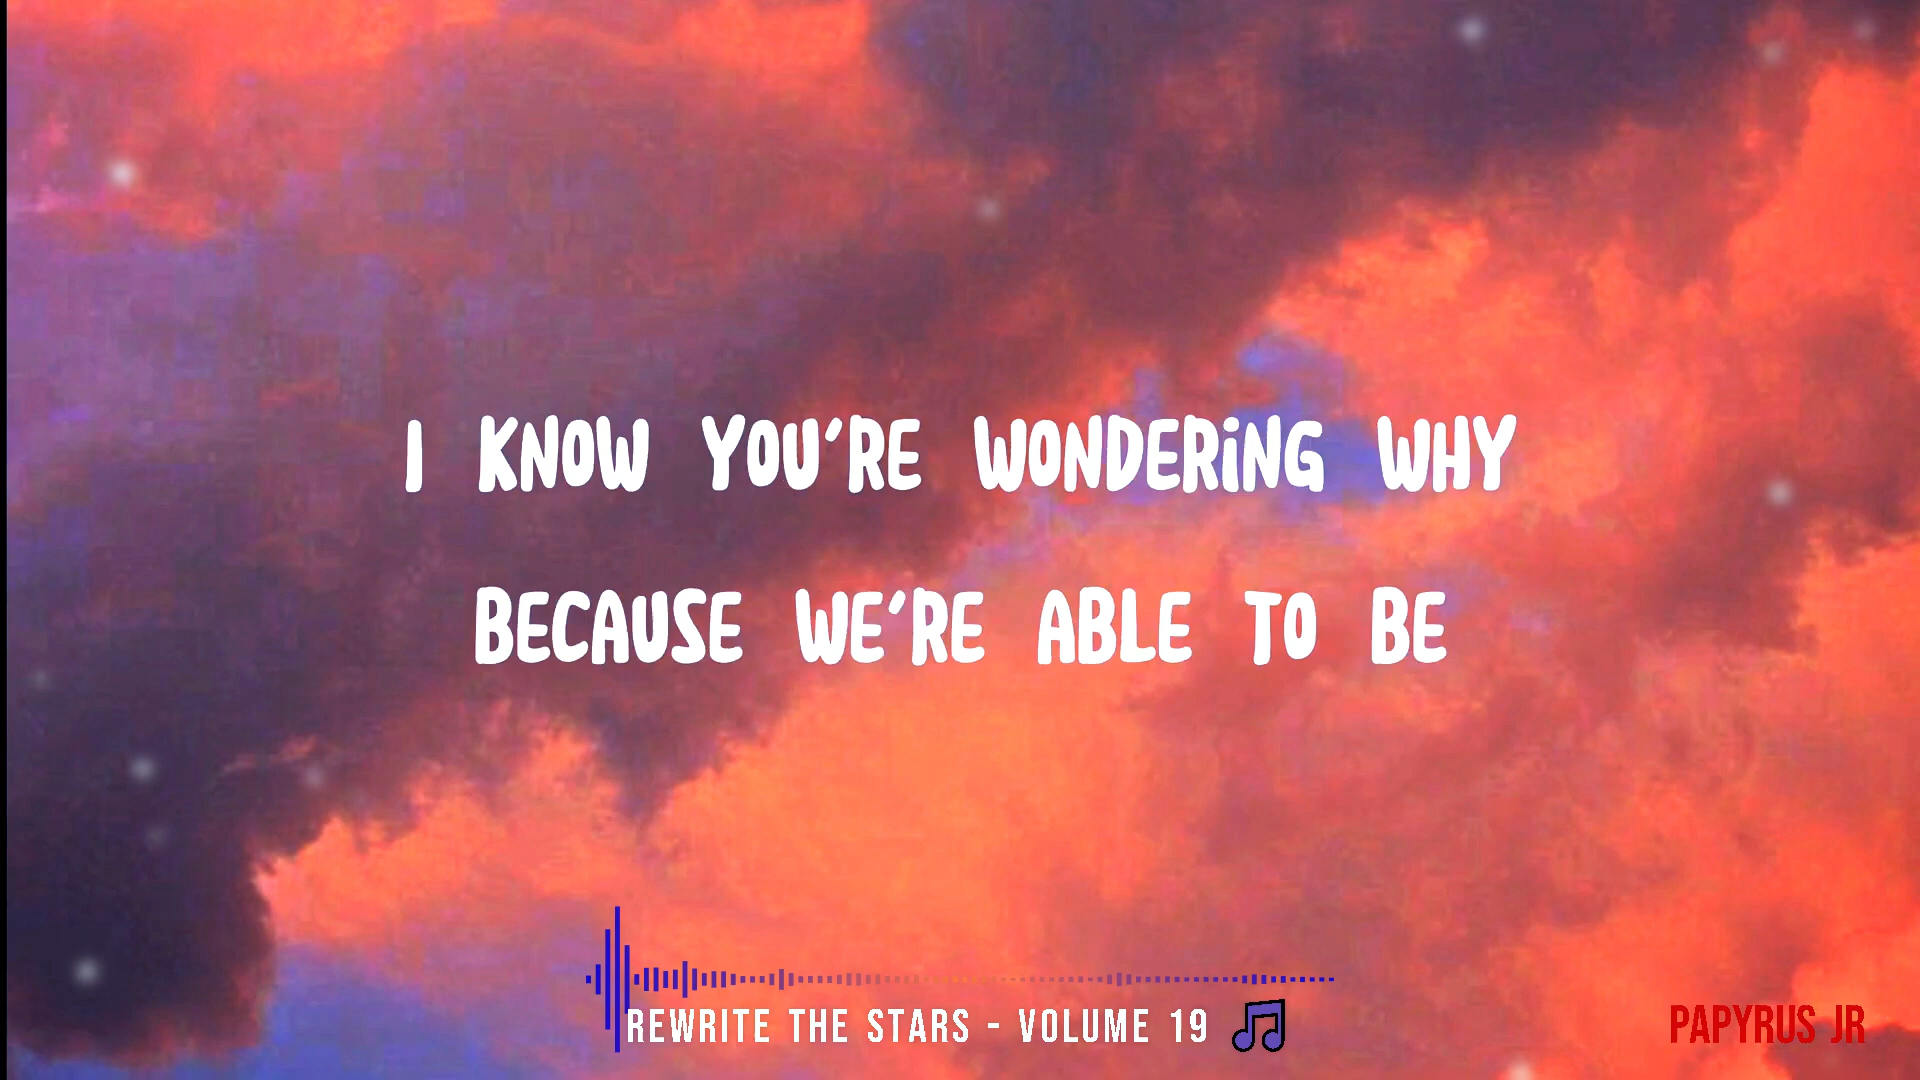 I KNOW YOU'RE WONDERING WHY
BECAUSE WE'RE ABLE TO BE
REWRITE THE STARS - VOLUME 19
PAPYRUS JR